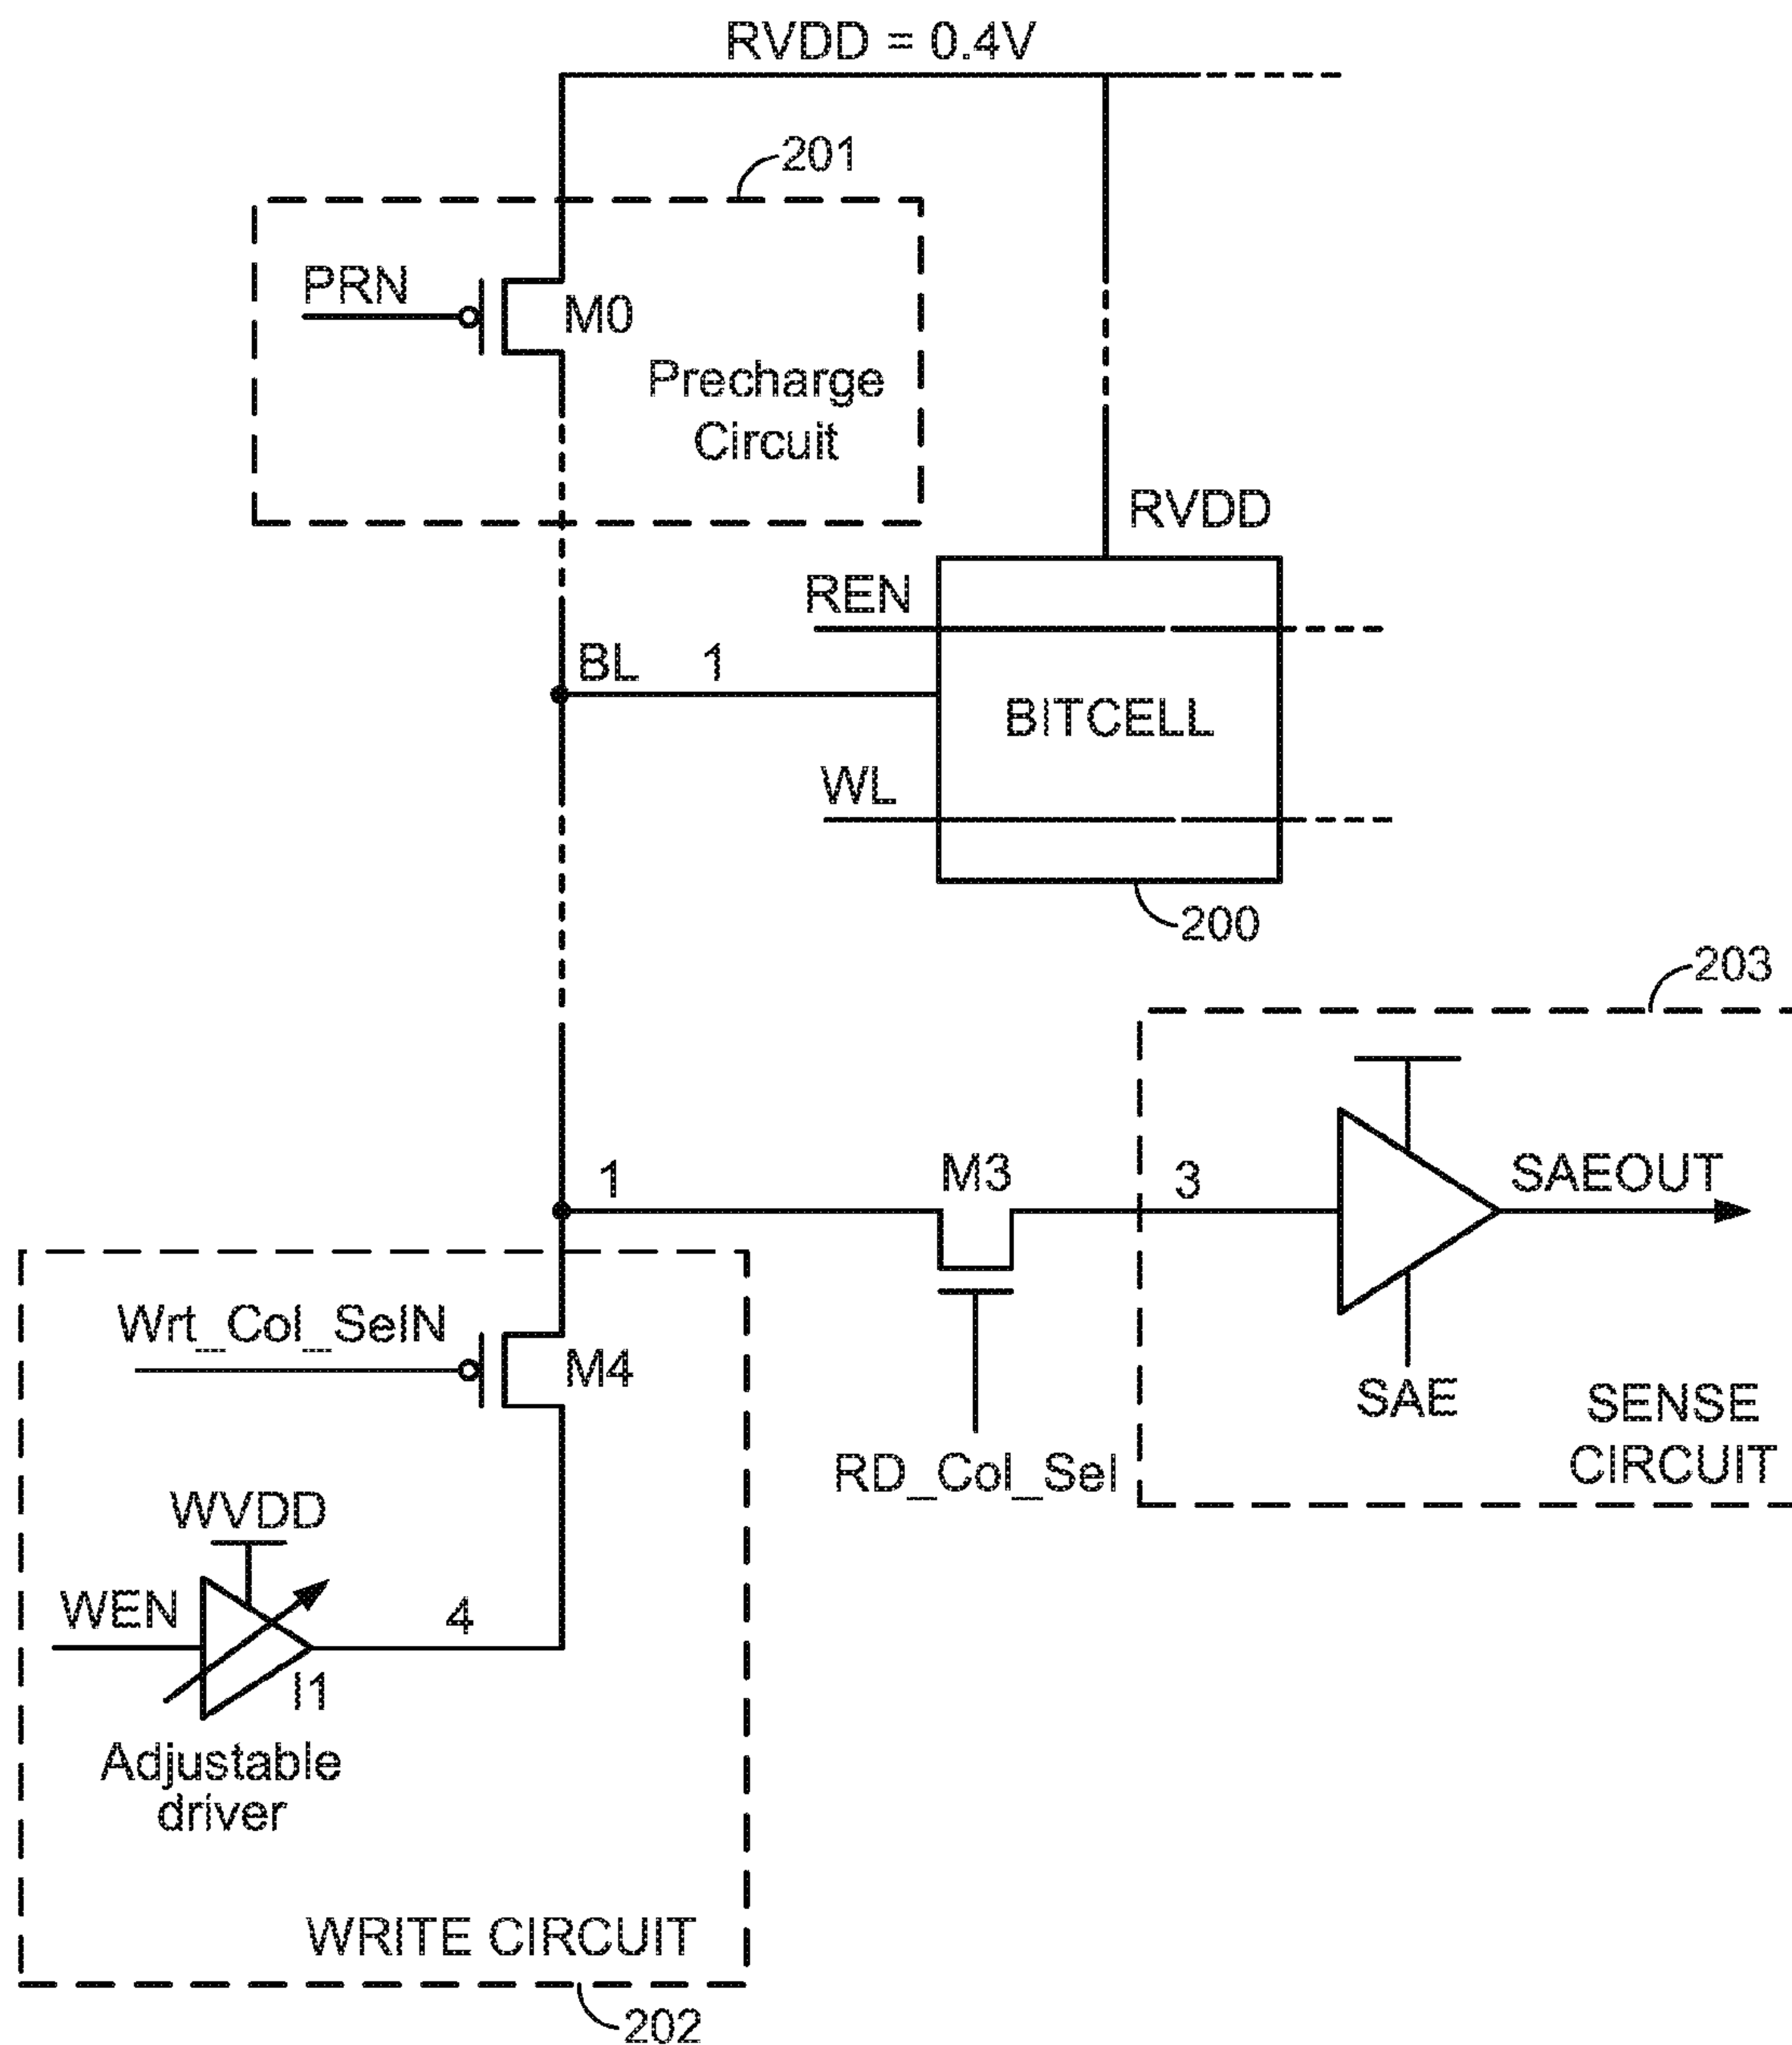 RVDD = 0.4V
201
PRN
M0
Precharge
Circuit
RVDD
REN
BL 1
BITCELL
WL
200
203
1
M3
3
SAEOUT
Wrt_Col_SelN
M4
SAE
SENSE
CIRCUIT
RD_Col_Sel
WVDD
WEN
4
I1
Adjustable
driver
WRITE CIRCUIT
202